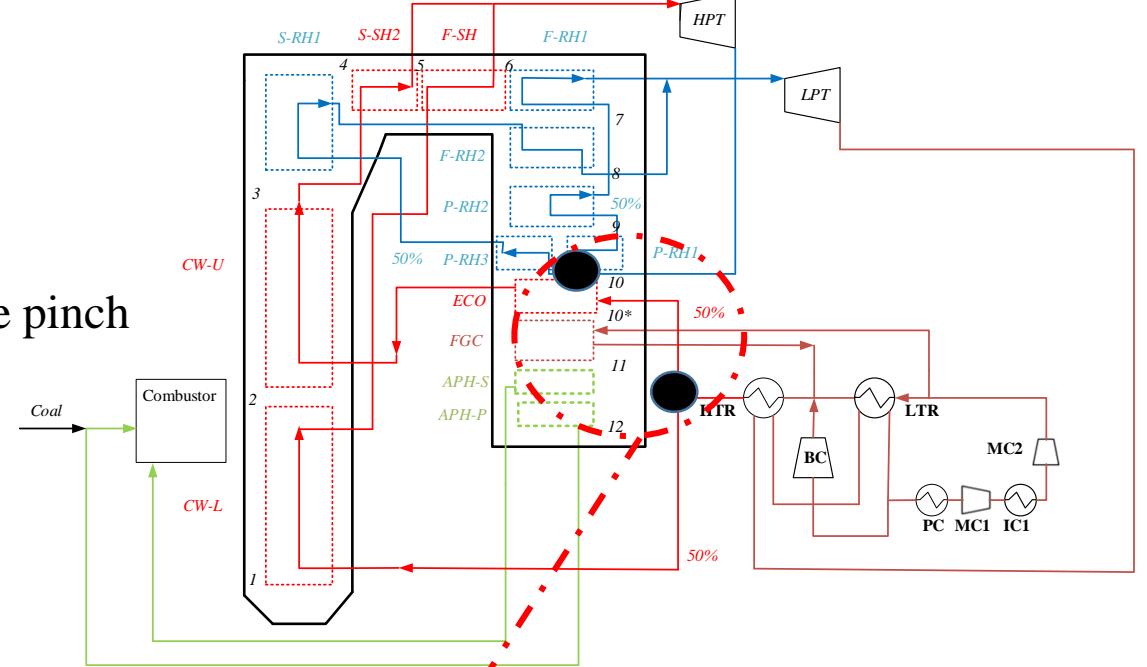 HPT
S-RH1
S-SH2
F-SH
F-RH1
4
5
6
LPT
7
F-RH2
8
3
P-RH2
50%
9
CW-U
50%
P-RH3
P-RH1
10
ECO
10*
50%
e pinch
FGC
11
APH-S
Combustor
Coal
2
APH-P
HTR
LTR
12
MC2
BC
CW-L
PC
MC1
IC1
50%
1